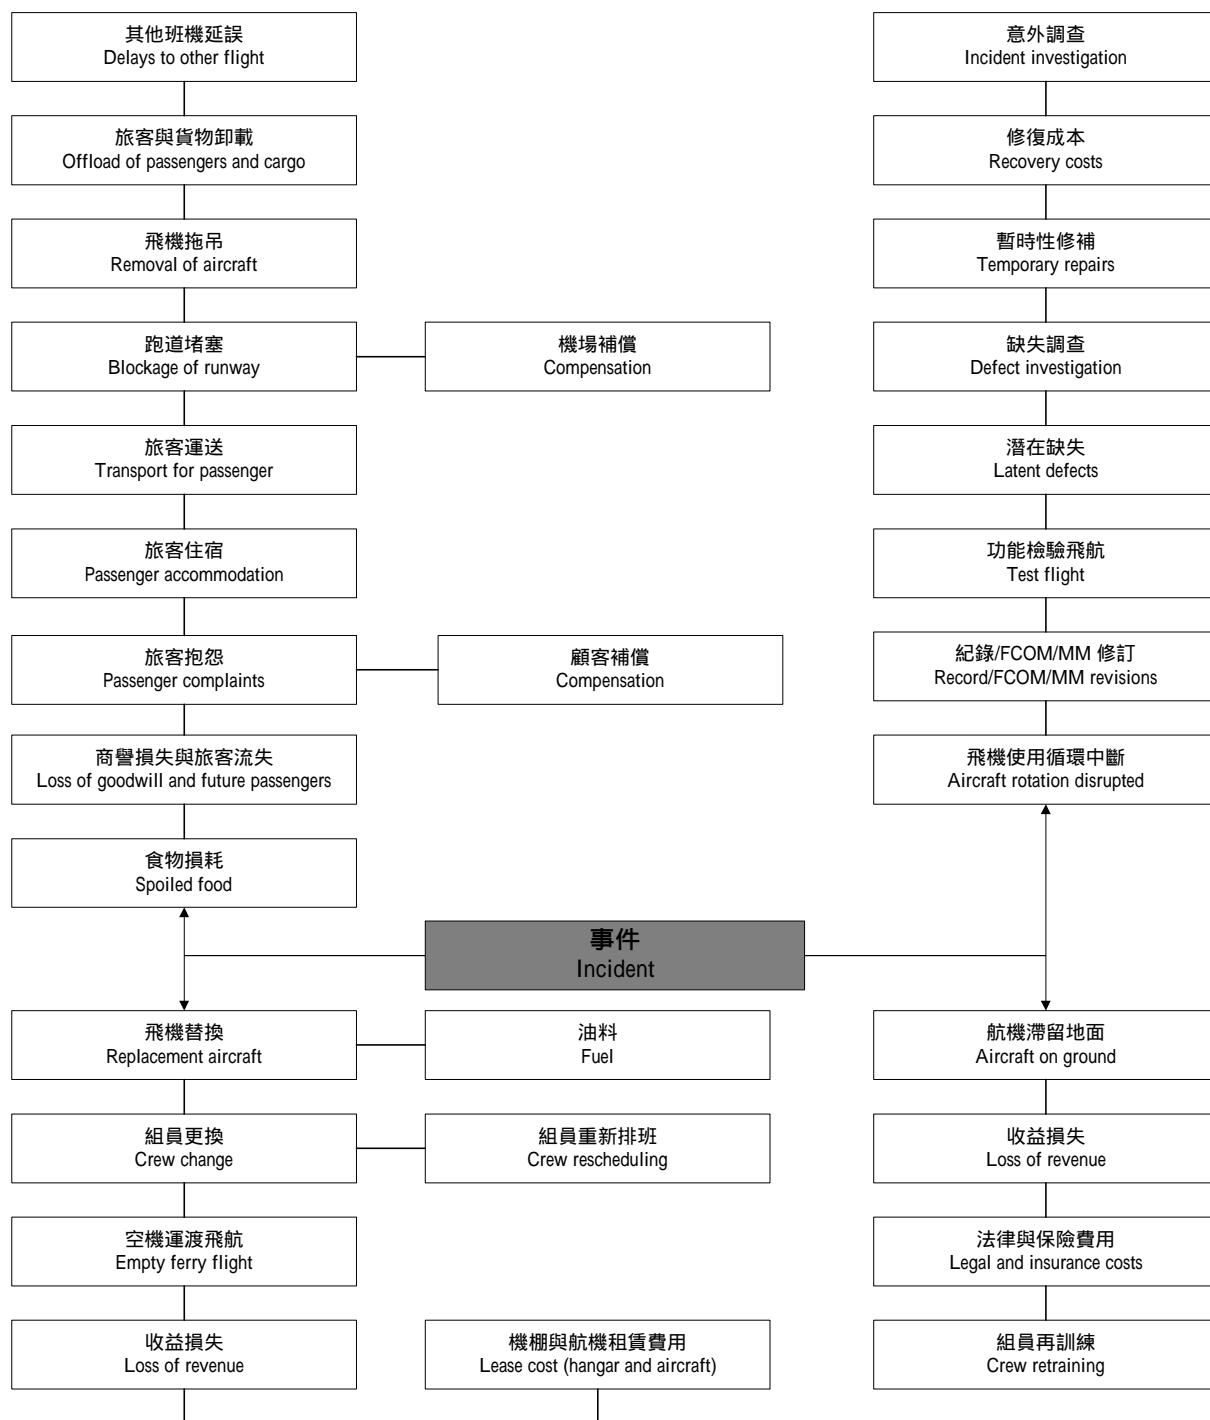 其他班機延誤
Delays to other flight
旅客與貨物卸載
Offload of passengers and cargo
飛機拖吊
Removal of aircraft
跑道堵塞
Blockage of runway
機場補償
Compensation
旅客運送
Transport for passenger
旅客住宿
Passenger accommodation
旅客抱怨
Passenger complaints
顧客補償
Compensation
商譽損失與旅客流失
Loss of goodwill and future passengers
食物損耗
Spoiled food
意外調查
Incident investigation
修復成本
Recovery costs
暫時性修補
Temporary repairs
缺失調查
Defect investigation
潛在缺失
Latent defects
功能檢驗飛航
Test flight
紀錄/FCOM/MM 修訂
Record/FCOM/MM revisions
飛機使用循環中斷
Aircraft rotation disrupted
事件
Incident
飛機替換
Replacement aircraft
油料
Fuel
組員更換
Crew change
組員重新排班
Crew rescheduling
空機運渡飛航
Empty ferry flight
收益損失
Loss of revenue
機棚與航機租賃費用
Lease cost (hangar and aircraft)
航機滯留地面
Aircraft on ground
收益損失
Loss of revenue
法律與保險費用
Legal and insurance costs
組員再訓練
Crew retraining